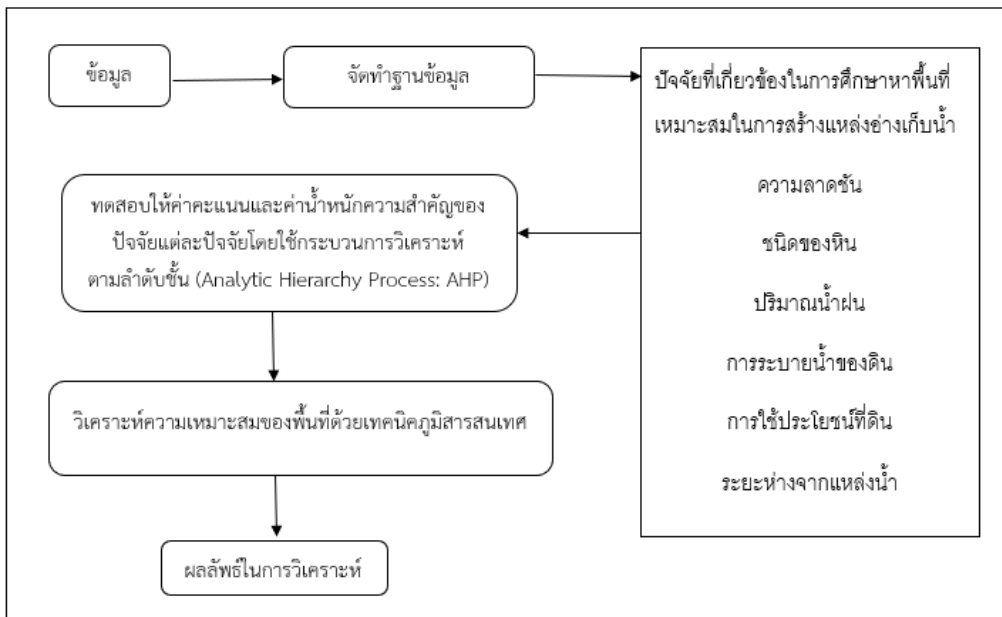 ข้อมูล
จัดทำฐานข้อมูล
ปัจจัยที่เกี่ยวข้องในการศึกษาหาพื้นที่
เหมาะสมในการสร้างแหล่งอ่างเก็บน้ำ
ความลาดชัน
ชนิดของหิน
ปริมาณน้ำฝน
การระบายน้ำของดิน
การใช้ประโยชน์ที่ดิน
ระยะห่างจากแหล่งน้ำ
ทดสอบให้ค่าคะแนนและค่าน้ำหนักความสำคัญของ
ปัจจัยแต่ละปัจจัยโดยใช้กระบวนการวิเคราะห์
ตามลำดับชั้น (Analytic Hierarchy Process: AHP)
วิเคราะห์ความเหมาะสมของพื้นที่ด้วยเทคนิคภูมิสารสนเทศ
ผลลัพธ์ในการวิเคราะห์